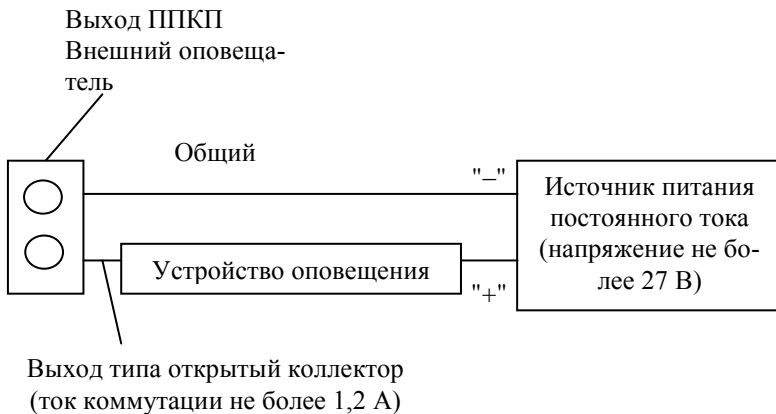 Выход ППКП
Внешний оповеща-
тель
Общий
"–"
Источник питания
постоянного тока
(напряжение не бо-
лее 27 В)
Устройство оповещения
"+"
Выход типа открытый коллектор
(ток коммутации не более 1,2 А)